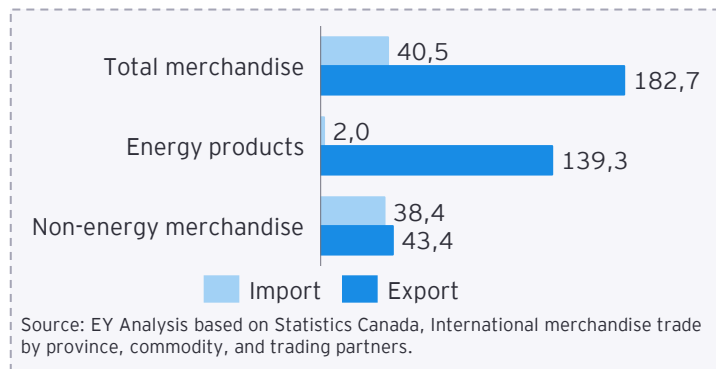 Total merchandise
40,5
182,7
Energy products
2,0
139,3
Non-energy merchandise
38,4
43,4
Import Export
Source: EY Analysis based on Statistics Canada, International merchandise trade
by province, commodity, and trading partners.